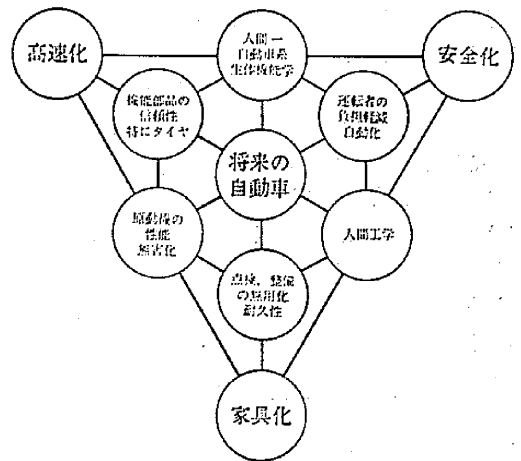 高速化
人間ー
自動車系
生体機能学
安全化
機能部品の
信頼性
特にタイヤ
運転者の
負担軽減
自動化
将来の
自動車
原動機の
性能
無害化
人間工学
点検、整備
の無用化
耐久性
家具化